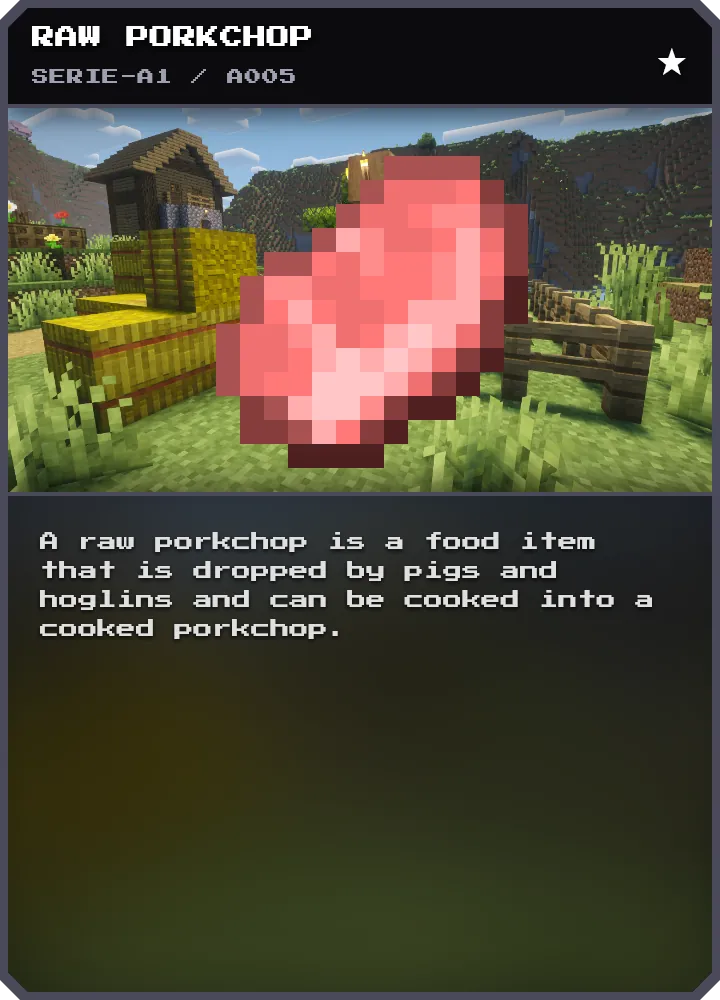 RAW PORKCHOP
SERIE-A1 / A005
A raw porkchop is a food item
that is dropped by pigs and
hoglins and can be cooked into a
cooked porkchop.